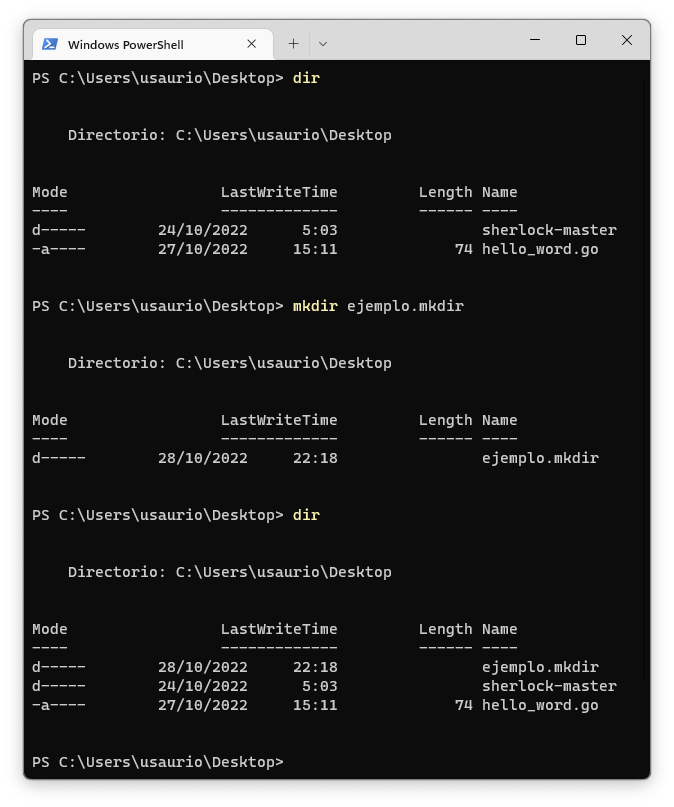 Windows PowerShell
PS C:\Users\usaurio\Desktop> dir
Directorio: C:\Users\usaurio\Desktop
Mode                 LastWriteTime         Length Name
----                 -------------         ------ ----
d-----        24/10/2022      5:03                sherlock-master
-a----        27/10/2022     15:11             74 hello_word.go
PS C:\Users\usaurio\Desktop> mkdir ejemplo.mkdir
Directorio: C:\Users\usaurio\Desktop
Mode                 LastWriteTime         Length Name
----                 -------------         ------ ----
d-----        28/10/2022     22:18                ejemplo.mkdir
PS C:\Users\usaurio\Desktop> dir
Directorio: C:\Users\usaurio\Desktop
Mode                 LastWriteTime         Length Name
----                 -------------         ------ ----
d-----        28/10/2022     22:18                ejemplo.mkdir
d-----        24/10/2022      5:03                sherlock-master
-a----        27/10/2022     15:11             74 hello_word.go
PS C:\Users\usaurio\Desktop>